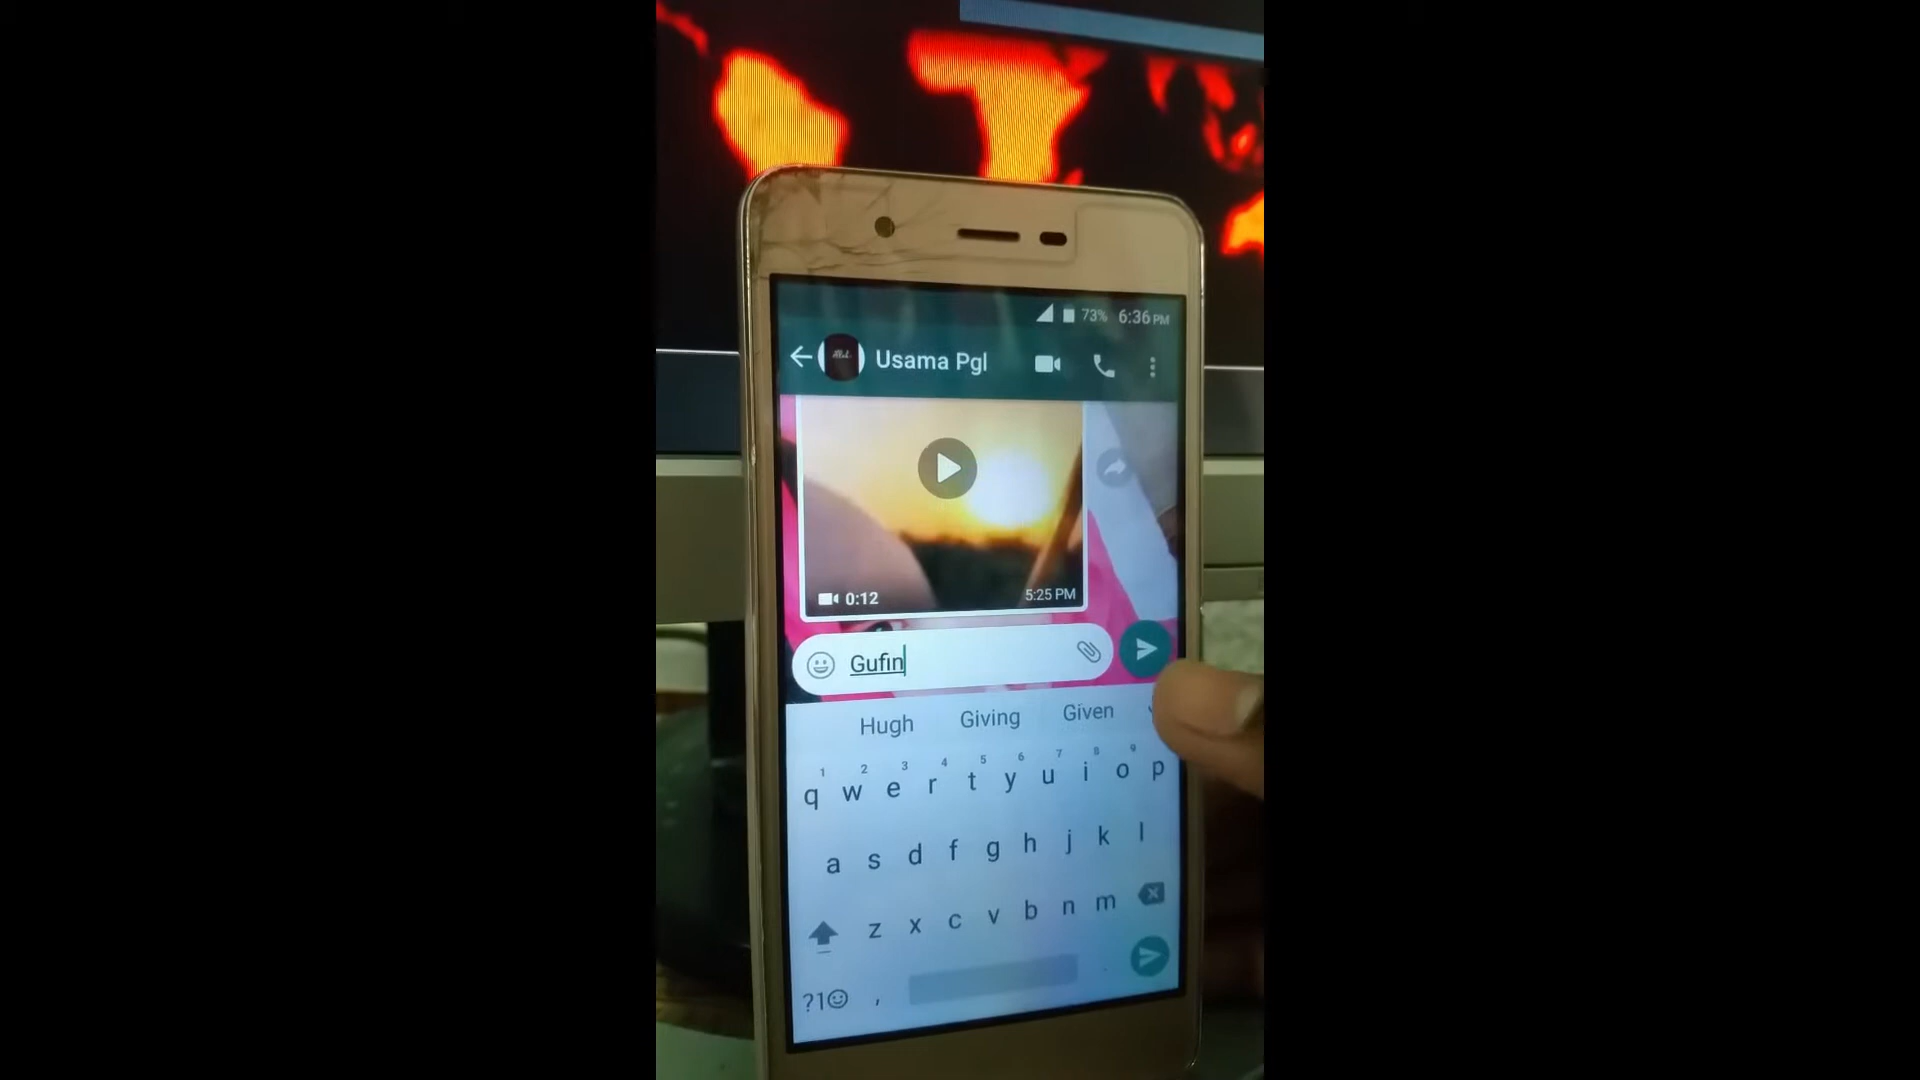 73% 6:36 PM
Usama Pgl
0:12
5:25 PM
Gufin
Hugh Giving Given
1 2 3 4 5 6 7 8 9
q w e r t y u i o p
a s d f g h j k l
z x c v b n m
?1 , .